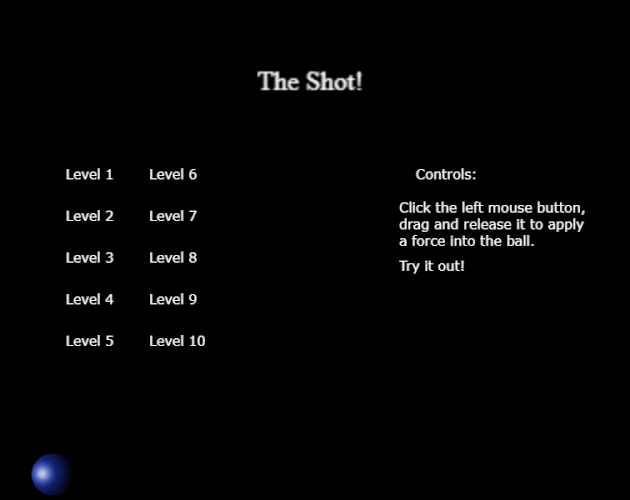 The Shot!
Level 1
Level 6
Level 2
Level 7
Level 3
Level 8
Level 4
Level 9
Level 5
Level 10
Controls:
Click the left mouse button,
drag and release it to apply
a force into the ball.
Try it out!